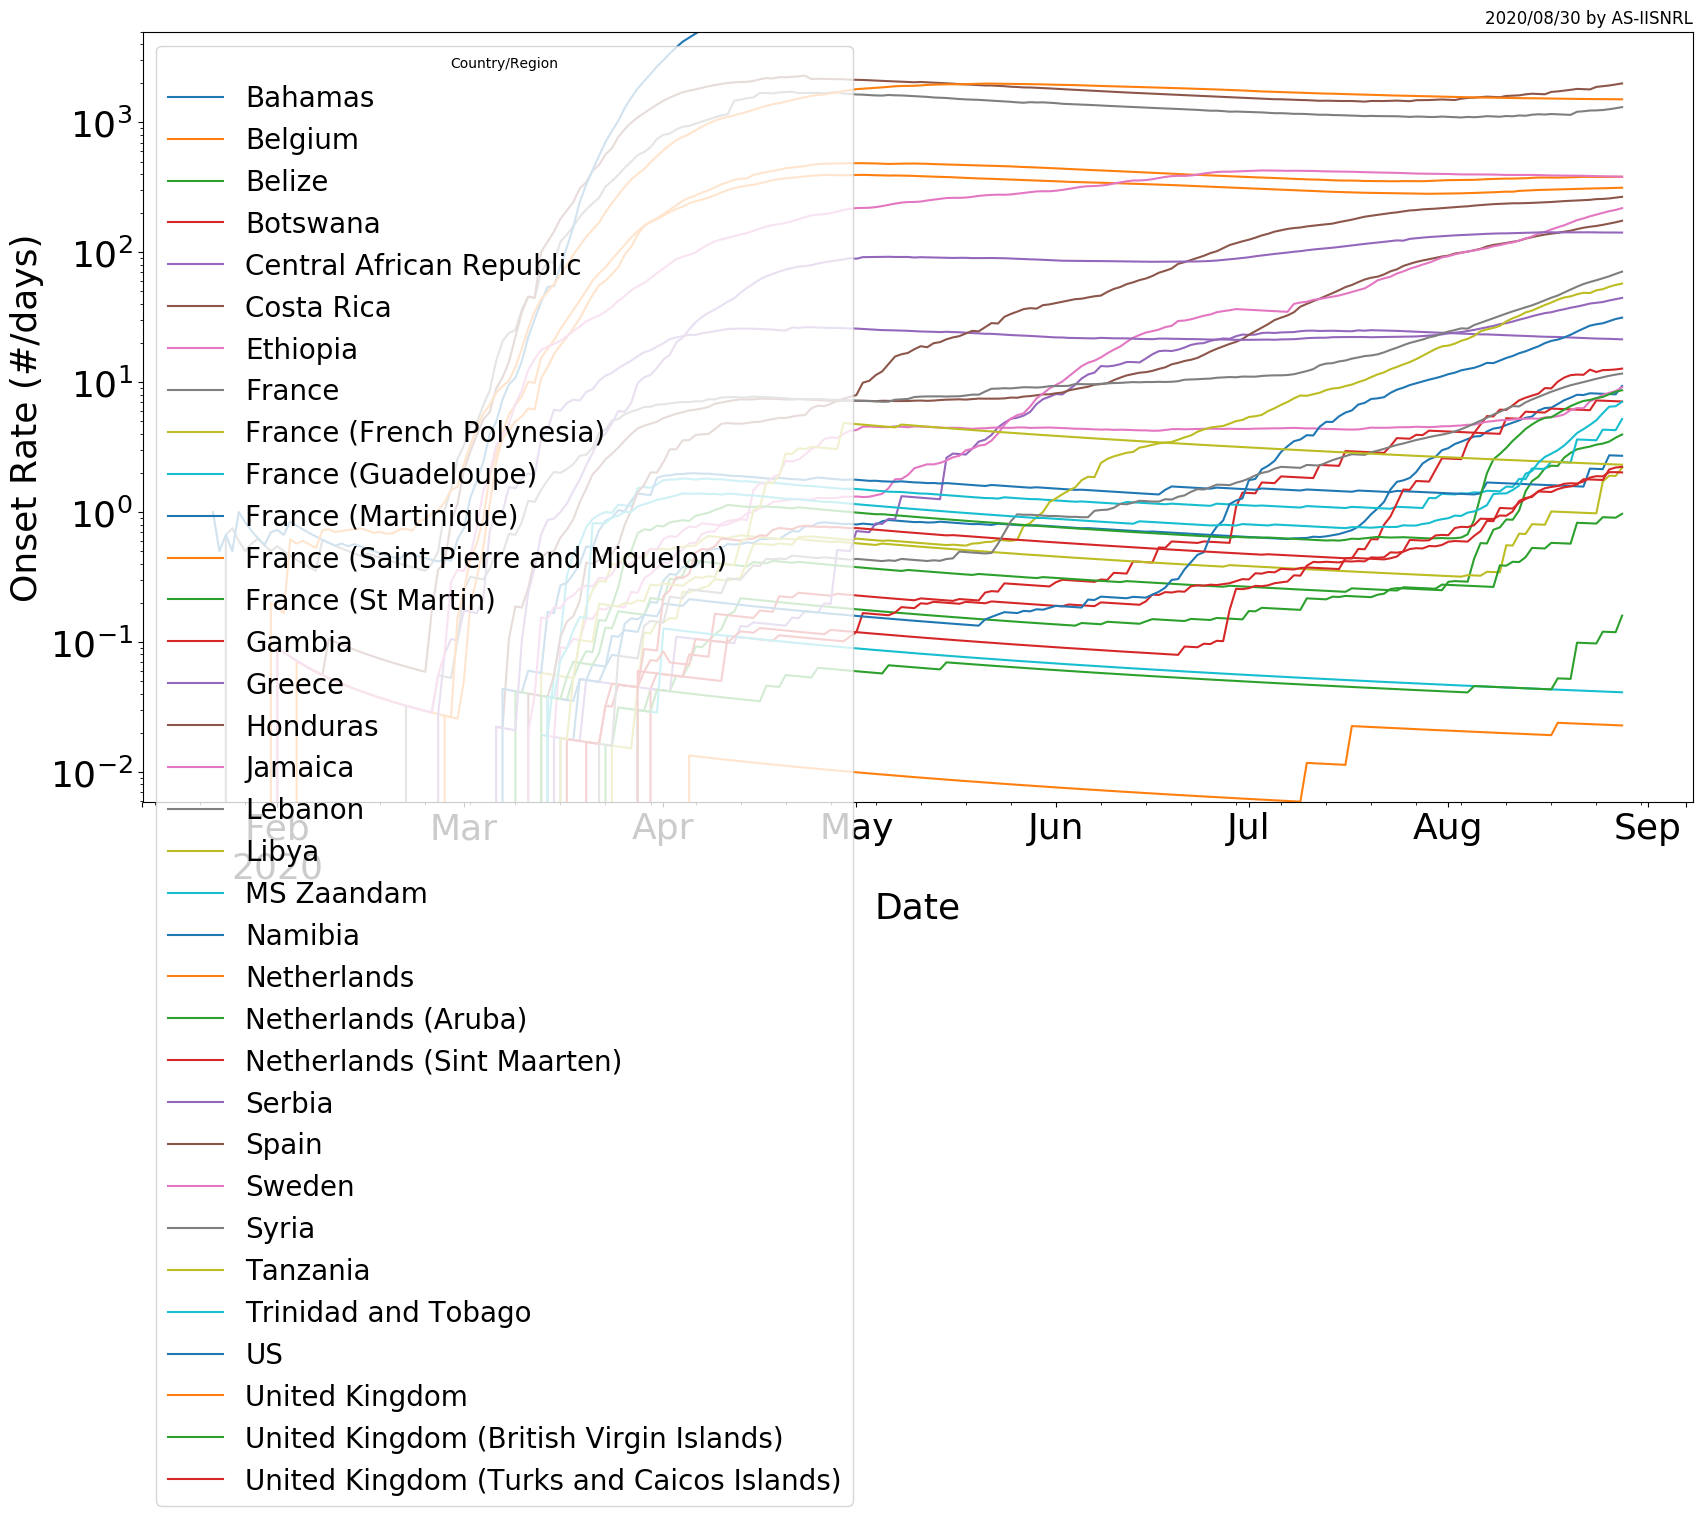 2020/08/30 by AS-IISNRL
Country/Region
Bahamas
Belgium
Belize
Botswana
Central African Republic
Costa Rica
Ethiopia
France
France (French Polynesia)
France (Guadeloupe)
France (Martinique)
France (Saint Pierre and Miquelon)
France (St Martin)
Gambia
Greece
Honduras
Jamaica
Lebanon
Libya
MS Zaandam
Namibia
Netherlands
Netherlands (Aruba)
Netherlands (Sint Maarten)
Serbia
Spain
Sweden
Syria
Tanzania
Trinidad and Tobago
US
United Kingdom
United Kingdom (British Virgin Islands)
United Kingdom (Turks and Caicos Islands)
Onset Rate (#/days)
10³
10²
10¹
10⁰
10⁻¹
10⁻²
Feb Mar Apr May Jun Jul Aug Sep
2020
Date